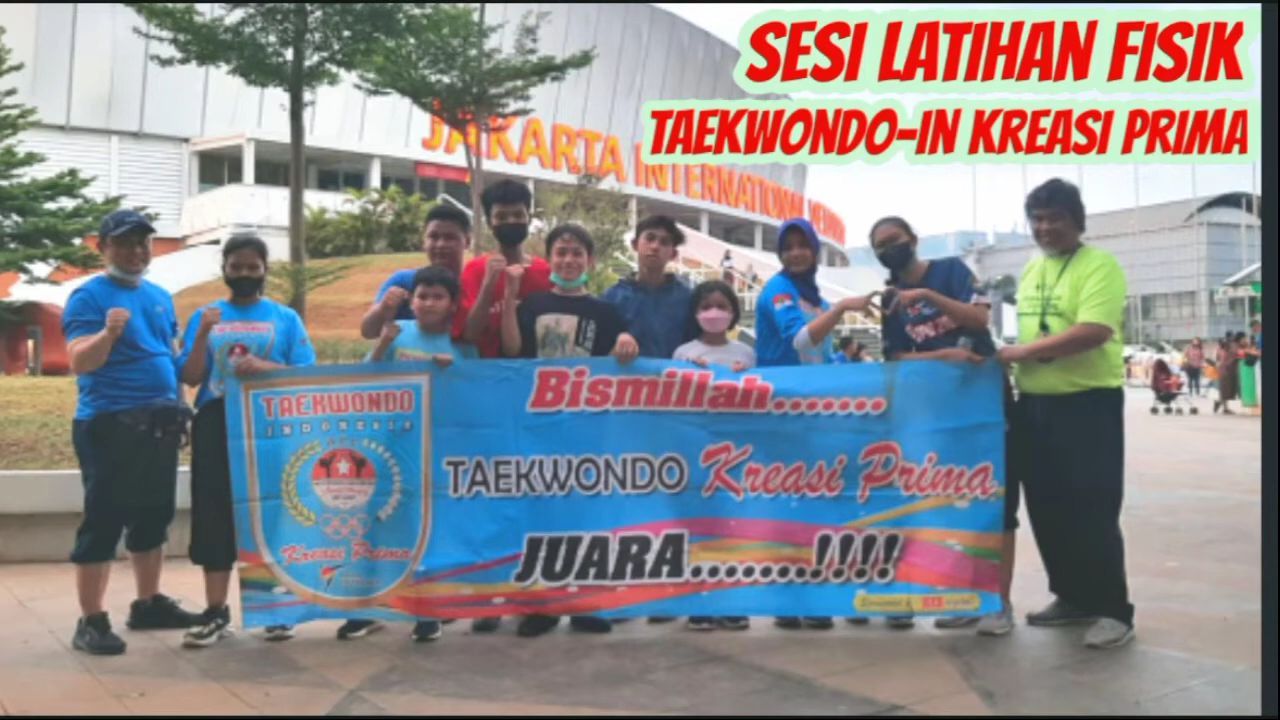 SESI LATIHAN FISIK
TAEKWONDO-IN KREASI PRIMA
JAKARTA INTERNATIONAL
Bismillah.......
TAEKWONDO Kreasi Prima
JUARA.......!!!!
TAEKWONDO
INDONESIA
Kreasi Prima